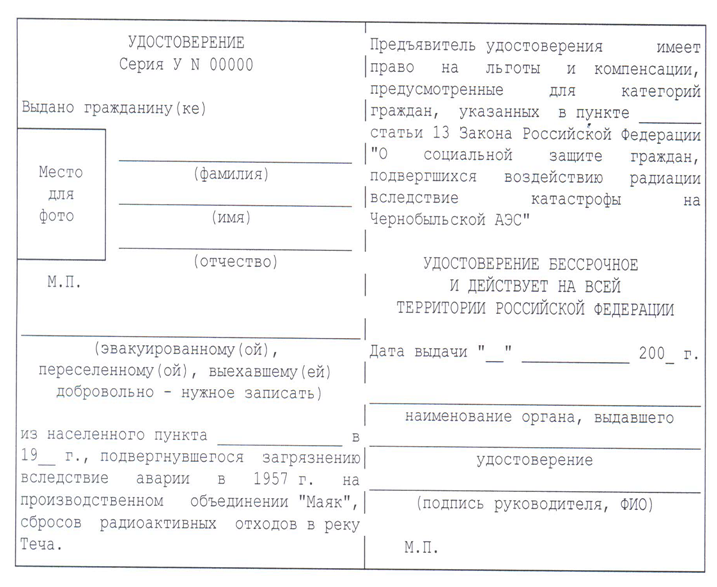 УДОСТОВЕРЕНИЕ
Серия У N 00000
Выдано гражданину(ке)
Место
для
фото
(фамилия)
(имя)
(отчество)
М.П.
(эвакуированному(ой),
переселенному(ой), выехавшему(ей)
добровольно - нужное записать)
из населенного пункта _______________ в
19__ г., подвергнувшегося загрязнению
вследствие аварии в 1957 г. на
производственном объединении "Маяк",
сбросов радиоактивных отходов в реку
Теча.
Предъявитель удостоверения имеет
право на льготы и компенсации,
предусмотренные для категорий
граждан, указанных в пункте _______
статьи 13 Закона Российской Федерации
"О социальной защите граждан,
подвергшихся воздействию радиации
вследствие катастрофы на
Чернобыльской АЭС"
УДОСТОВЕРЕНИЕ БЕССРОЧНОЕ
И ДЕЙСТВУЕТ НА ВСЕЙ
ТЕРРИТОРИИ РОССИЙСКОЙ ФЕДЕРАЦИИ
Дата выдачи "__" ____________ 200_ г.
наименование органа, выдавшего
удостоверение
(подпись руководителя, ФИО)
М.П.